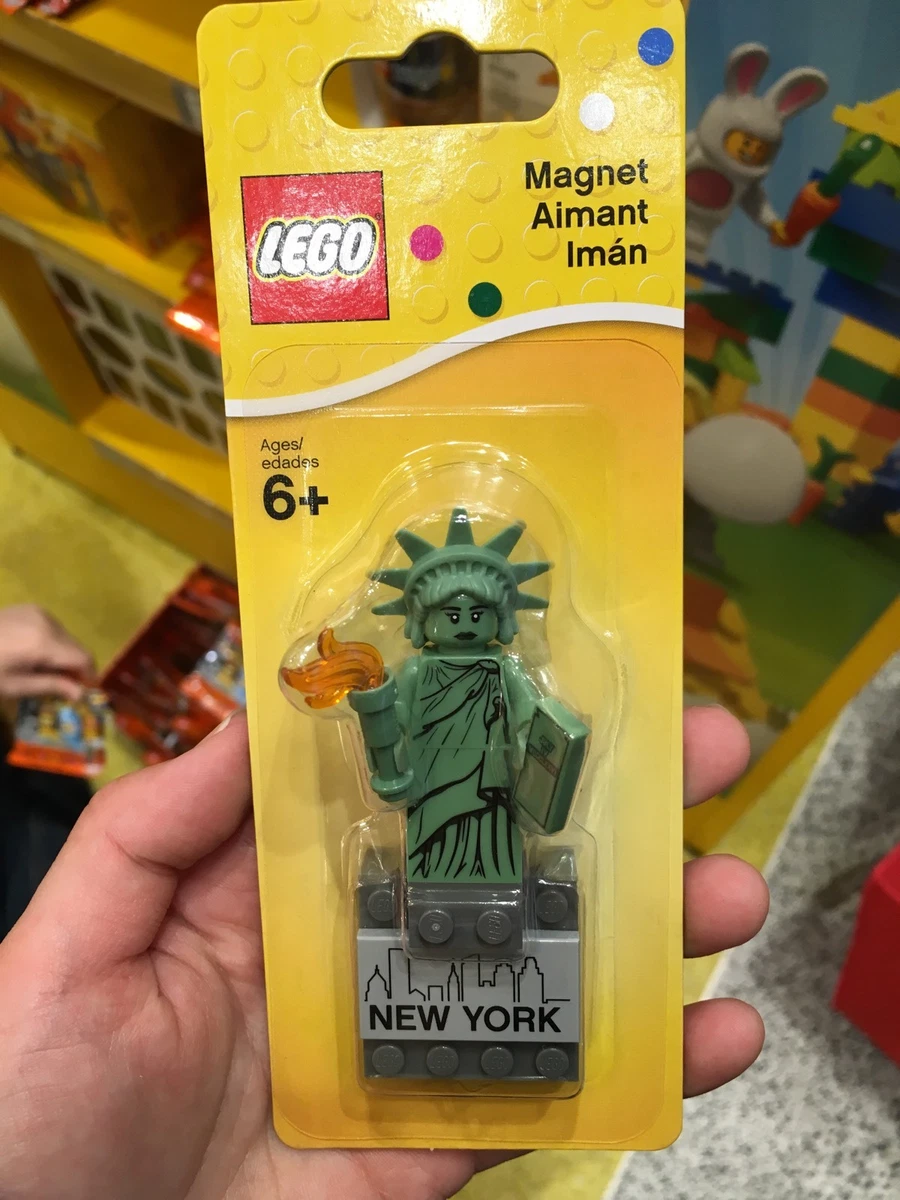 LEGO
Magnet
Aimant
Imán
Ages/
edades
6+
NEW YORK